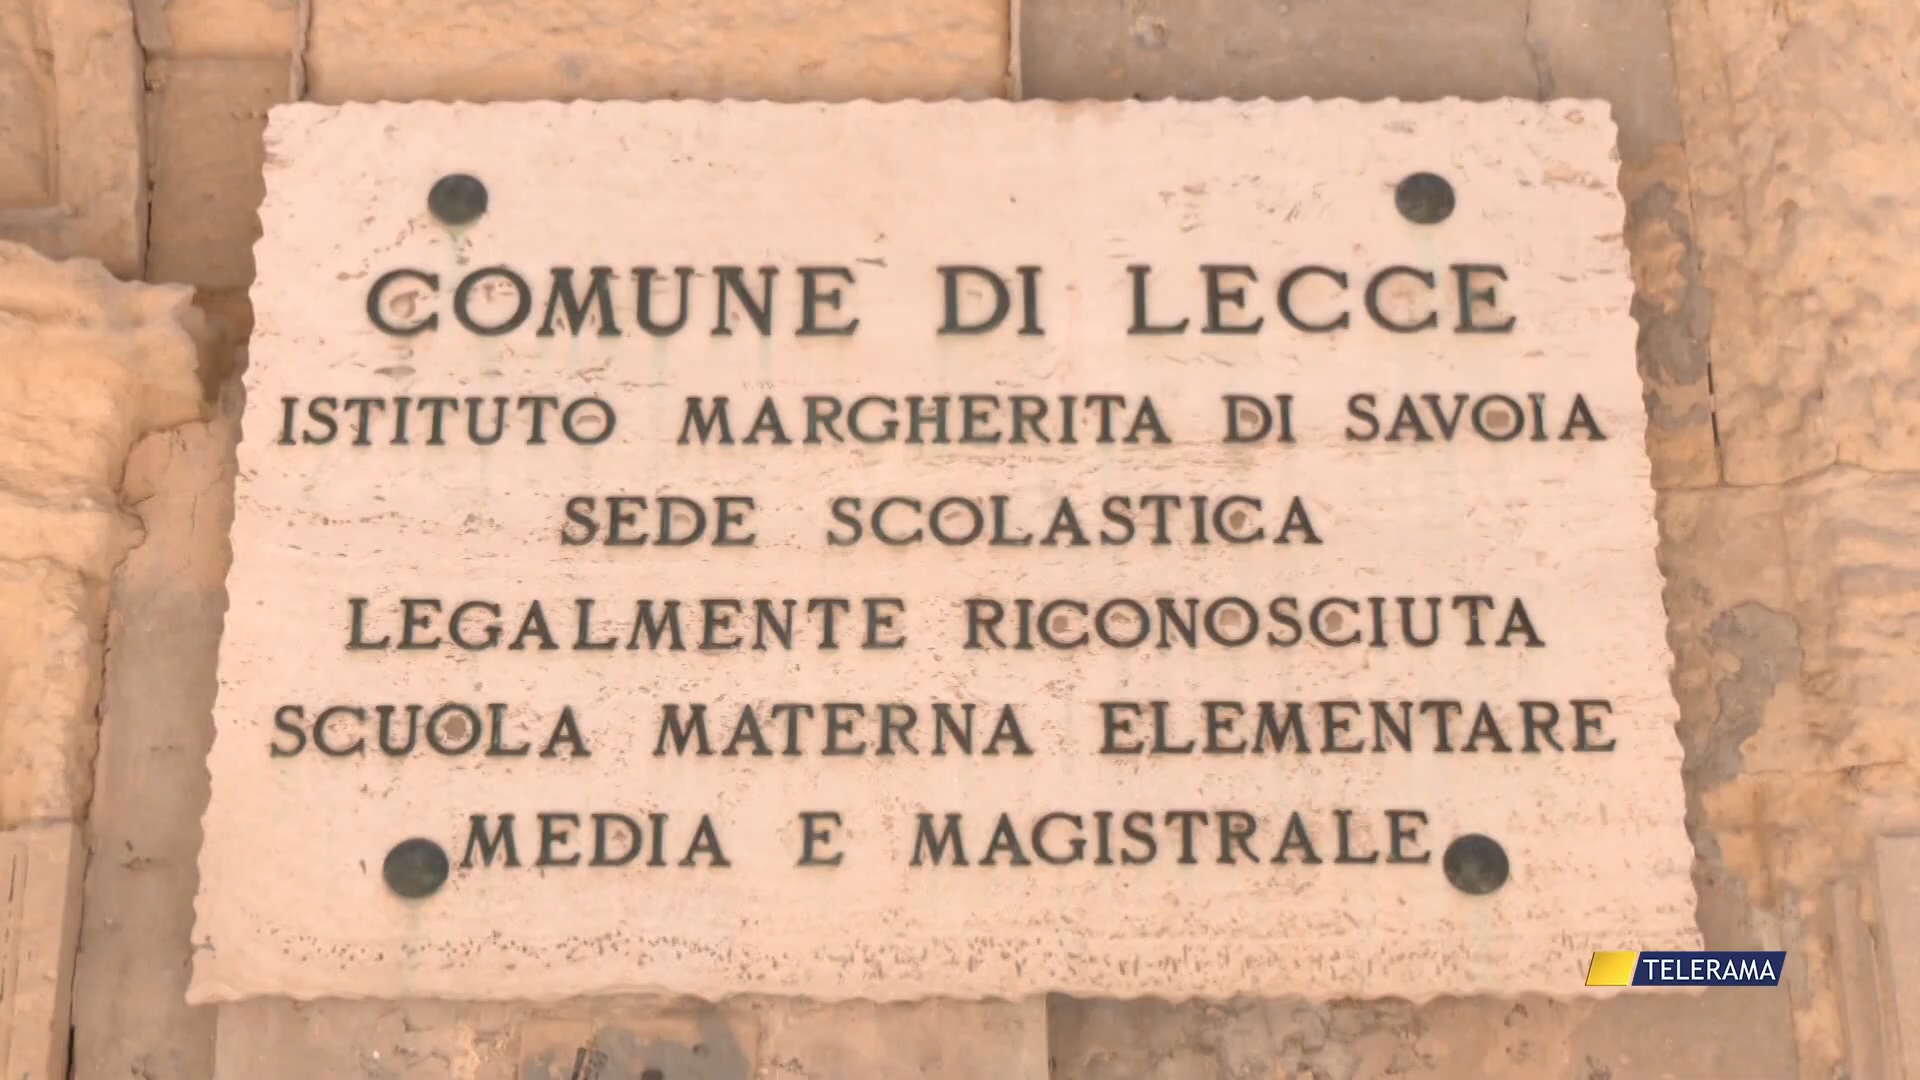 COMUNE DI LECCE
ISTITUTO MARGHERITA DI SAVOIA
SEDE SCOLASTICA
LEGALMENTE RICONOSCIUTA
SCUOLA MATERNA ELEMENTARE
MEDIA E MAGISTRALE
TELERAMA